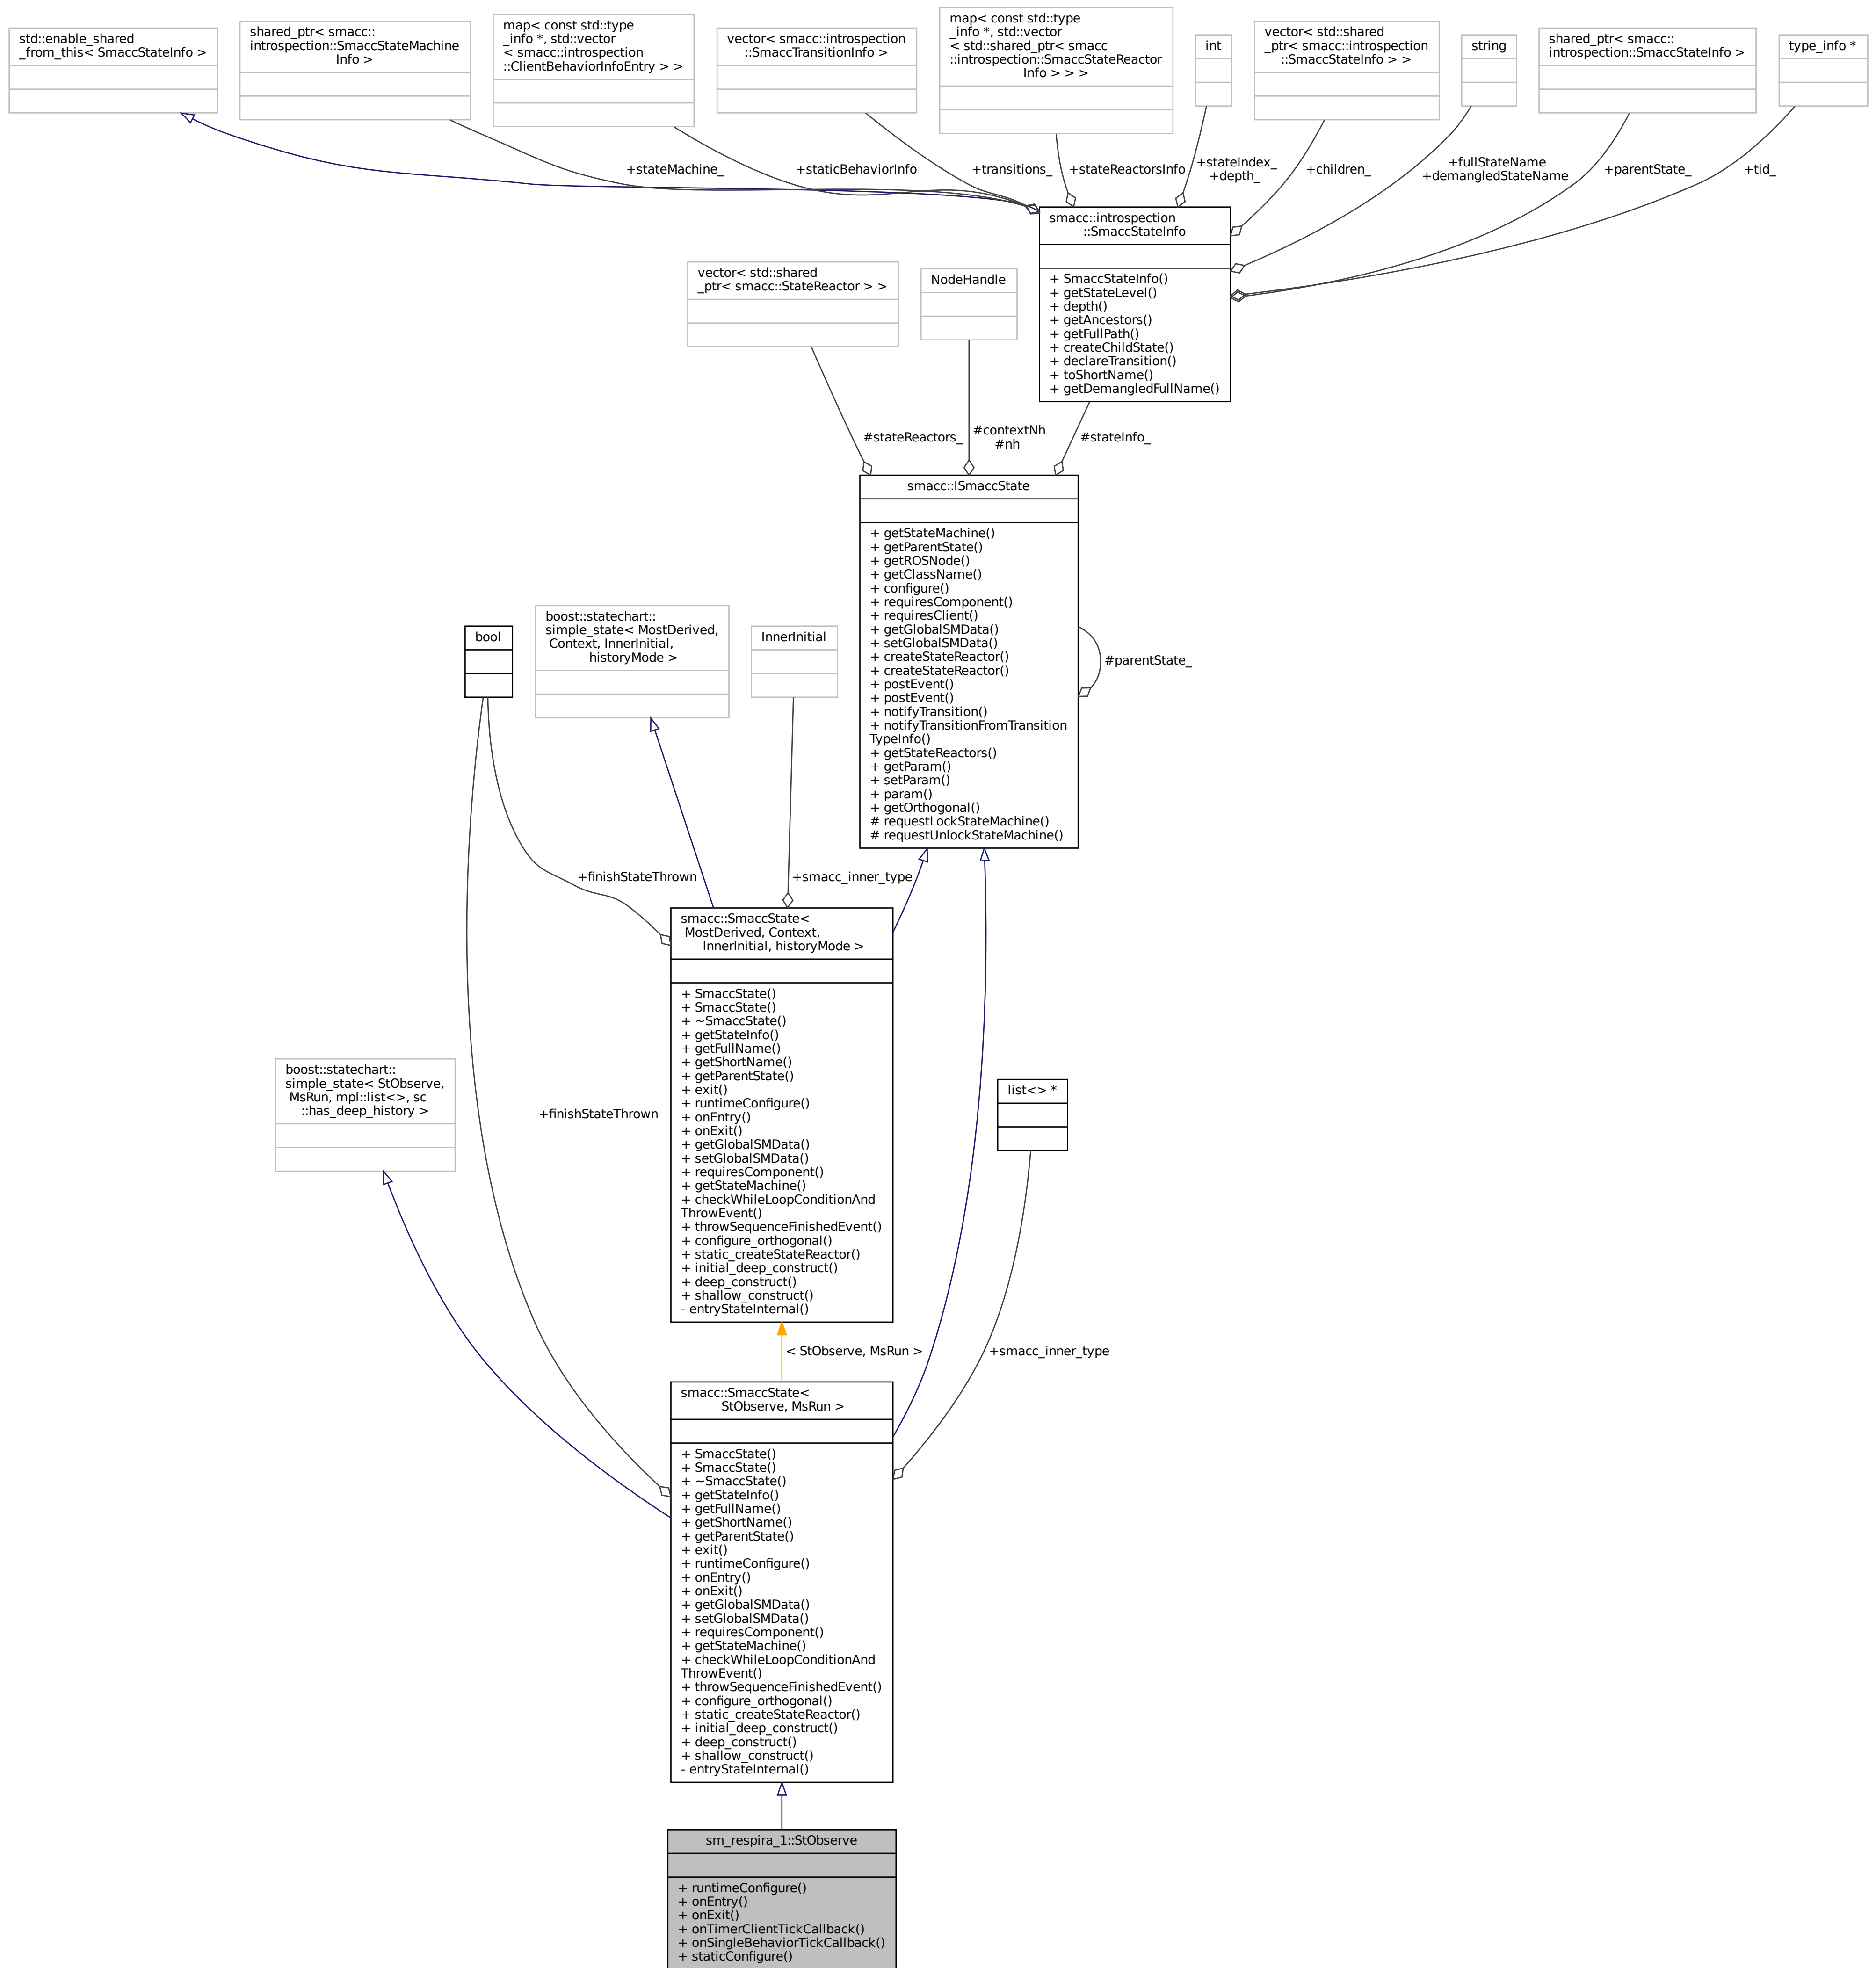 std::enable_shared
_from_this< SmaccStateInfo >
shared_ptr< smacc::
introspection::SmaccStateMachine
Info >
map< const std::type
_info *, std::vector
< smacc::introspection
::ClientBehaviorInfoEntry > >
vector< smacc::introspection
::SmaccTransitionInfo >
map< const std::type
_info *, std::vector
< std::shared_ptr< smacc
::introspection::SmaccStateReactor
Info > > >
int
vector< std::shared
_ptr< smacc::introspection
::SmaccStateInfo > >
string
shared_ptr< smacc::
introspection::SmaccStateInfo >
type_info *
+stateMachine_
+staticBehaviorInfo
+transitions_
+stateReactorsInfo
+stateIndex_
+depth_
+children_
+fullStateName
+demangledStateName
+parentState_
+tid_
smacc::introspection
::SmaccStateInfo
+ SmaccStateInfo()
+ getStateLevel()
+ depth()
+ getAncestors()
+ getFullPath()
+ createChildState()
+ declareTransition()
+ toShortName()
+ getDemangledFullName()
vector< std::shared
_ptr< smacc::StateReactor > >
NodeHandle
#stateReactors_
#contextNh
#nh
#stateInfo_
smacc::ISmaccState
+ getStateMachine()
+ getParentState()
+ getROSNode()
+ getClassName()
+ configure()
+ requiresComponent()
+ requiresClient()
+ getGlobalSMData()
+ setGlobalSMData()
+ createStateReactor()
+ createStateReactor()
+ postEvent()
+ postEvent()
+ notifyTransition()
+ notifyTransitionFromTransition
TypeInfo()
+ getStateReactors()
+ getParam()
+ setParam()
+ param()
+ getOrthogonal()
# requestLockStateMachine()
# requestUnlockStateMachine()
#parentState_
bool
boost::statechart::
simple_state< MostDerived,
Context, InnerInitial,
historyMode >
InnerInitial
+finishStateThrown
+smacc_inner_type
smacc::SmaccState<
MostDerived, Context,
InnerInitial, historyMode >
+ SmaccState()
+ SmaccState()
+ ~SmaccState()
+ getStateInfo()
+ getFullName()
+ getShortName()
+ getParentState()
+ exit()
+ runtimeConfigure()
+ onEntry()
+ onExit()
+ getGlobalSMData()
+ setGlobalSMData()
+ requiresComponent()
+ getStateMachine()
+ checkWhileLoopConditionAnd
ThrowEvent()
+ throwSequenceFinishedEvent()
+ configure_orthogonal()
+ static_createStateReactor()
+ initial_deep_construct()
+ deep_construct()
+ shallow_construct()
- entryStateInternal()
boost::statechart::
simple_state< StObserve,
MsRun, mpl::list<>, sc
::has_deep_history >
+finishStateThrown
list<> *
< StObserve, MsRun >
+smacc_inner_type
smacc::SmaccState<
StObserve, MsRun >
+ SmaccState()
+ SmaccState()
+ ~SmaccState()
+ getStateInfo()
+ getFullName()
+ getShortName()
+ getParentState()
+ exit()
+ runtimeConfigure()
+ onEntry()
+ onExit()
+ getGlobalSMData()
+ setGlobalSMData()
+ requiresComponent()
+ getStateMachine()
+ checkWhileLoopConditionAnd
ThrowEvent()
+ throwSequenceFinishedEvent()
+ configure_orthogonal()
+ static_createStateReactor()
+ initial_deep_construct()
+ deep_construct()
+ shallow_construct()
- entryStateInternal()
sm_respira_1::StObserve
+ runtimeConfigure()
+ onEntry()
+ onExit()
+ onTimerClientTickCallback()
+ onSingleBehaviorTickCallback()
+ staticConfigure()